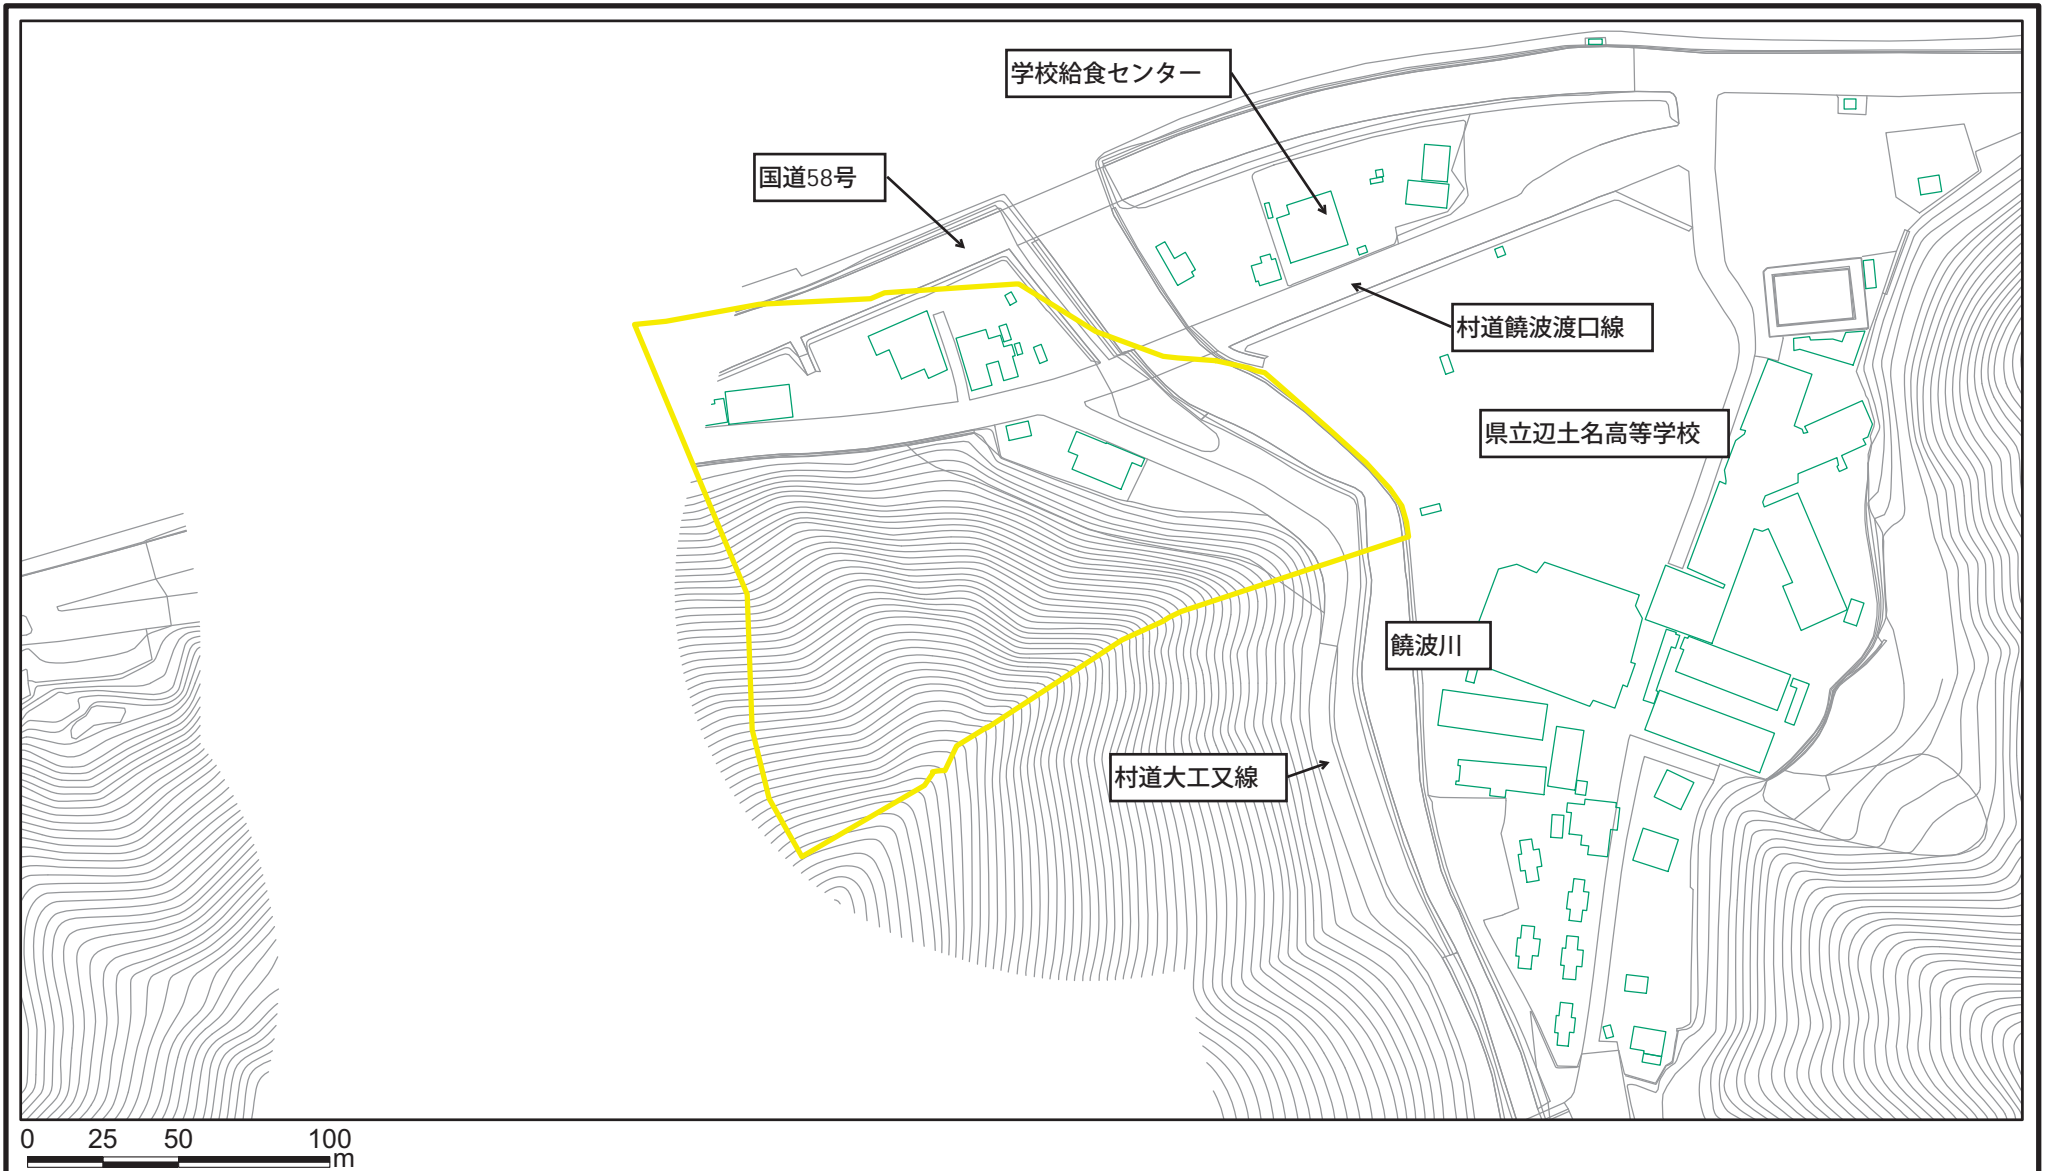 学校給食センター
国道58号
村道饒波渡口線
県立辺土名高等学校
饒波川
村道大工又線
0 25 50 100
m